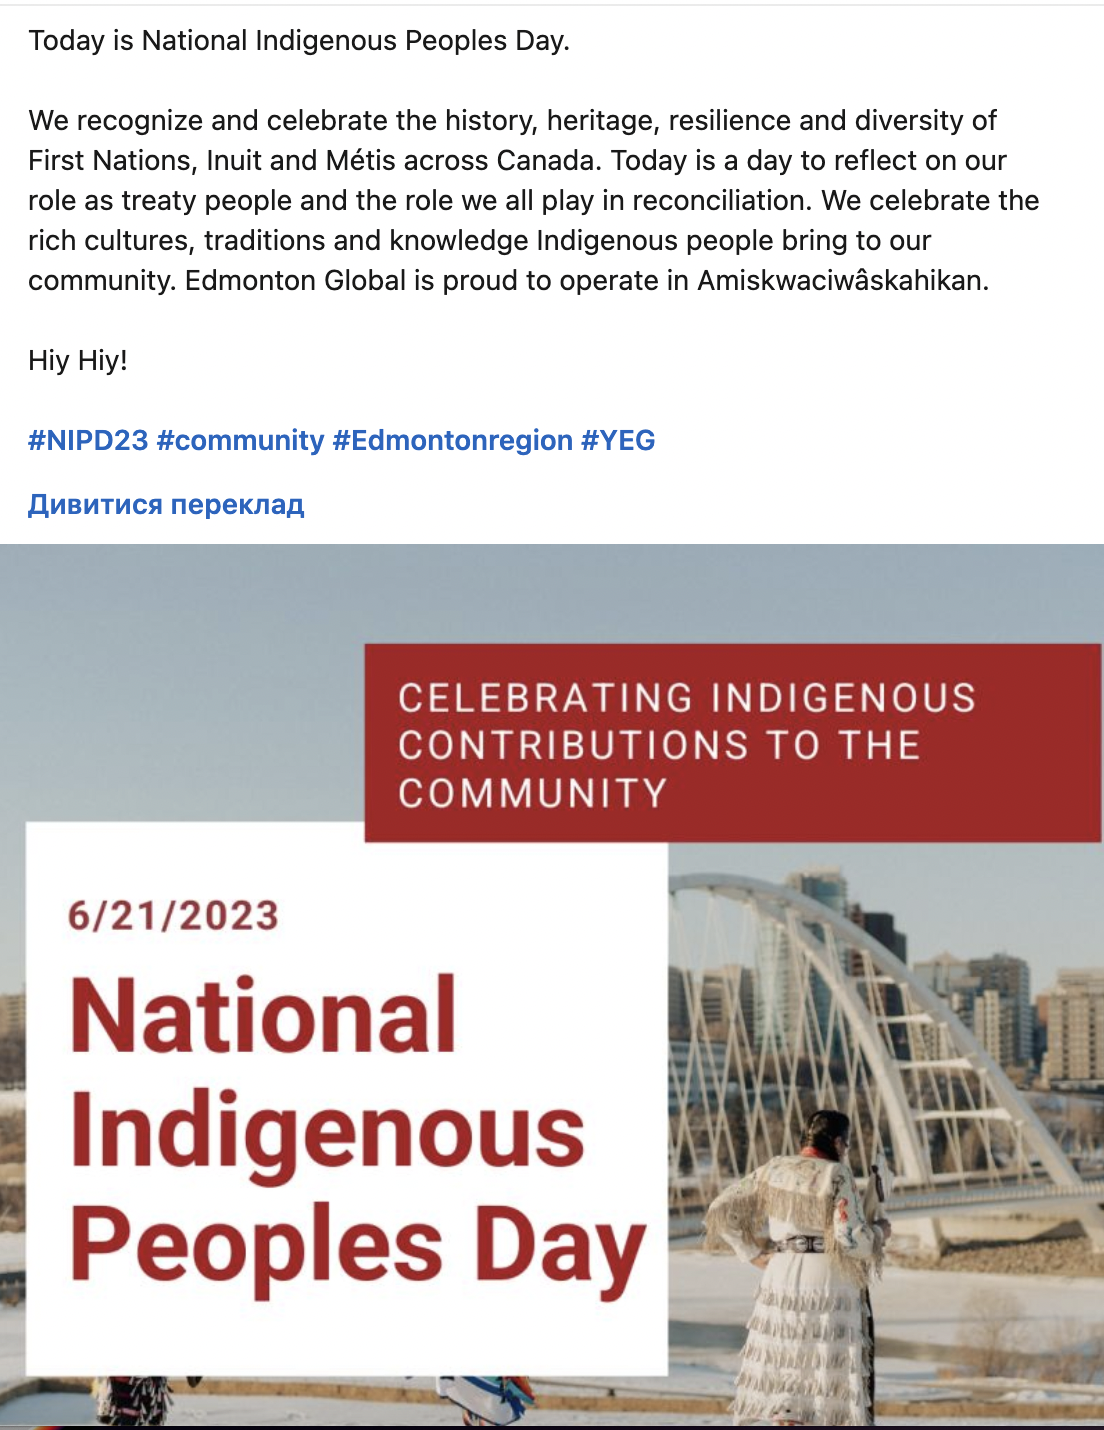 Today is National Indigenous Peoples Day.
We recognize and celebrate the history, heritage, resilience and diversity of
First Nations, Inuit and Métis across Canada. Today is a day to reflect on our
role as treaty people and the role we all play in reconciliation. We celebrate the
rich cultures, traditions and knowledge Indigenous people bring to our
community. Edmonton Global is proud to operate in Amiskwaciwâskahikan.
Hiy Hiy!
#NIPD23 #community #Edmontonregion #YEG
Дивитися переклад
CELEBRATING INDIGENOUS
CONTRIBUTIONS TO THE
COMMUNITY
6/21/2023
National
Indigenous
Peoples Day